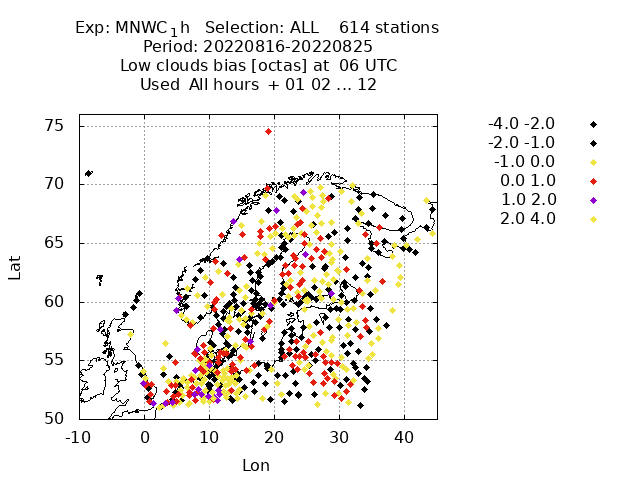 Exp: MNWC_1h   Selection: ALL    614 stations
Period: 20220816-20220825
Low clouds bias [octas] at  06 UTC
Used  All hours  + 01 02 ... 12
-4.0 -2.0
-2.0 -1.0
-1.0 0.0
0.0 1.0
1.0 2.0
2.0 4.0
Lat
75
70
65
60
55
50
-10 0 10 20 30 40
Lon